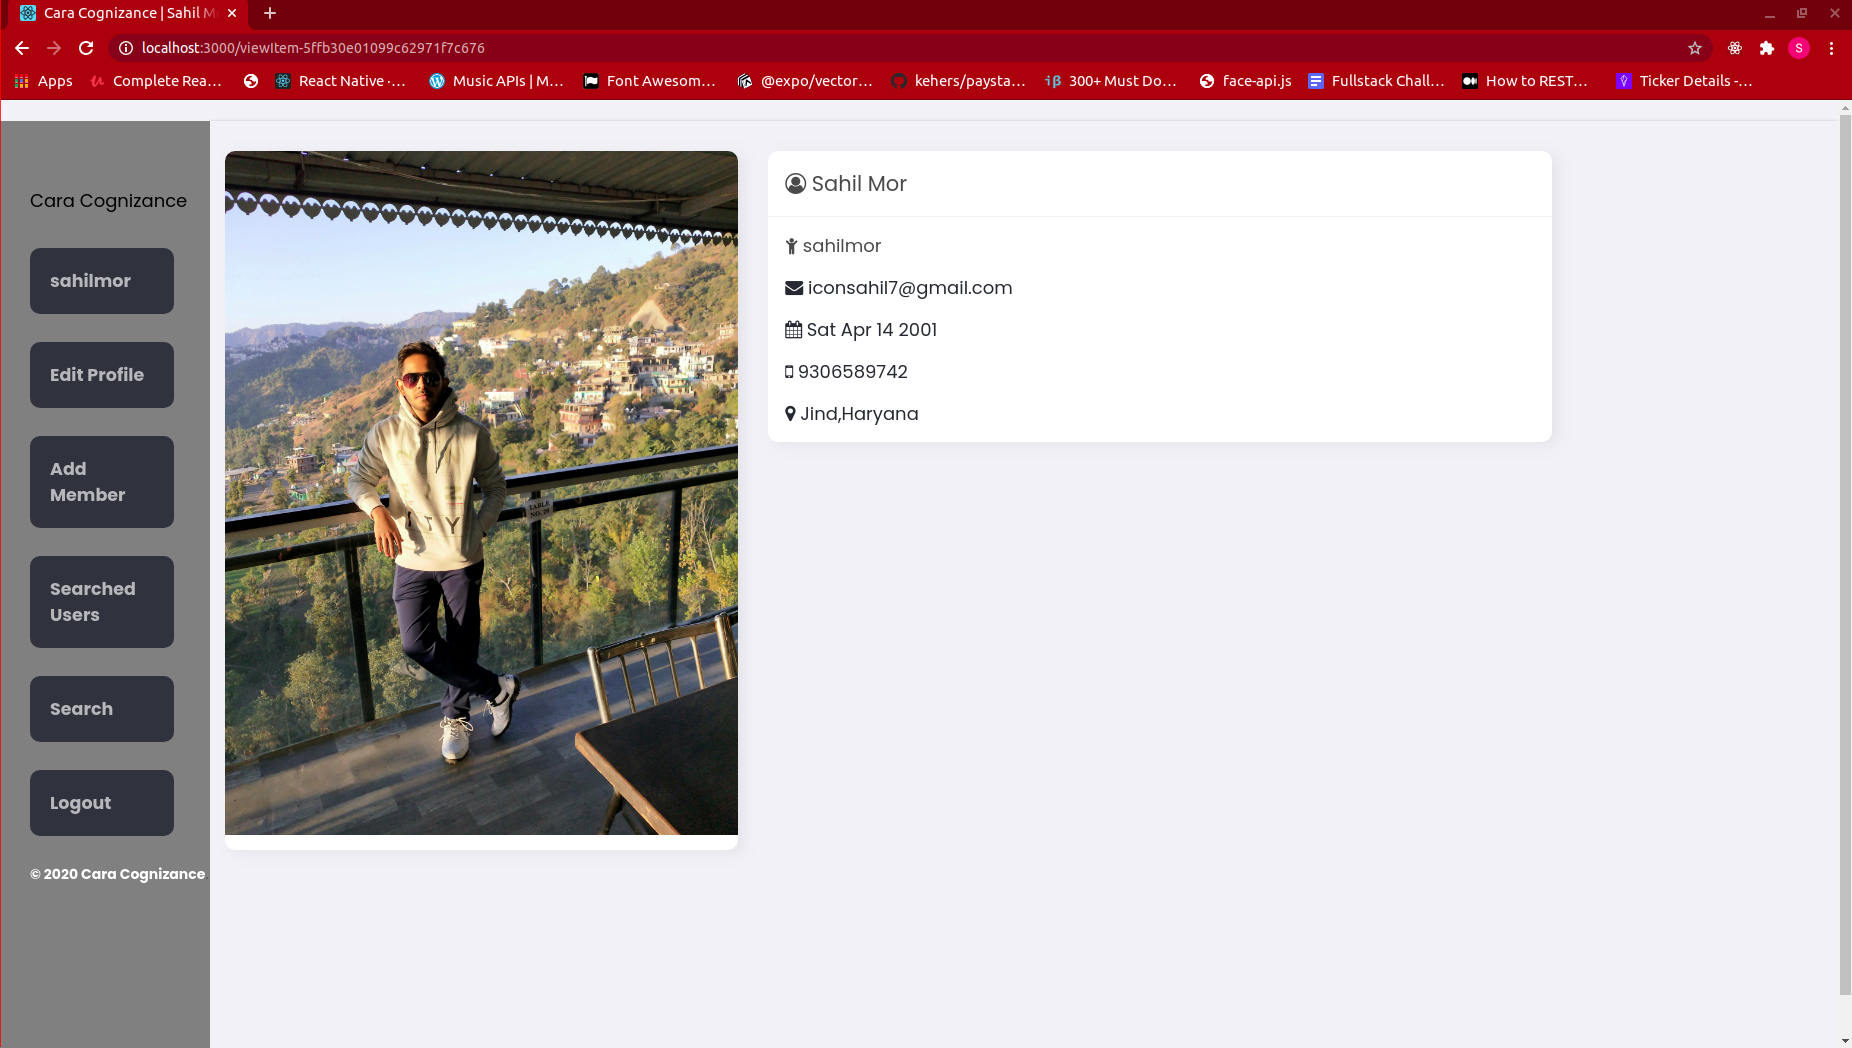 Cara Cognizance | Sahil M
localhost:3000/viewItem-5ffb30e01099c62971f7c676
S
Apps
Complete Rea...
React Native ·...
Music APIs | M...
Font Awesom...
@expo/vector...
kehers/paysta...
iβ 300+ Must Do...
face-api.js
Fullstack Chall...
How to REST...
Ticker Details -...
Cara Cognizance
sahilmor
Edit Profile
Add
Member
Searched
Users
Search
Logout
© 2020 Cara Cognizance
TABLE
NO.
Sahil Mor
sahilmor
iconsahil7@gmail.com
Sat Apr 14 2001
9306589742
Jind,Haryana